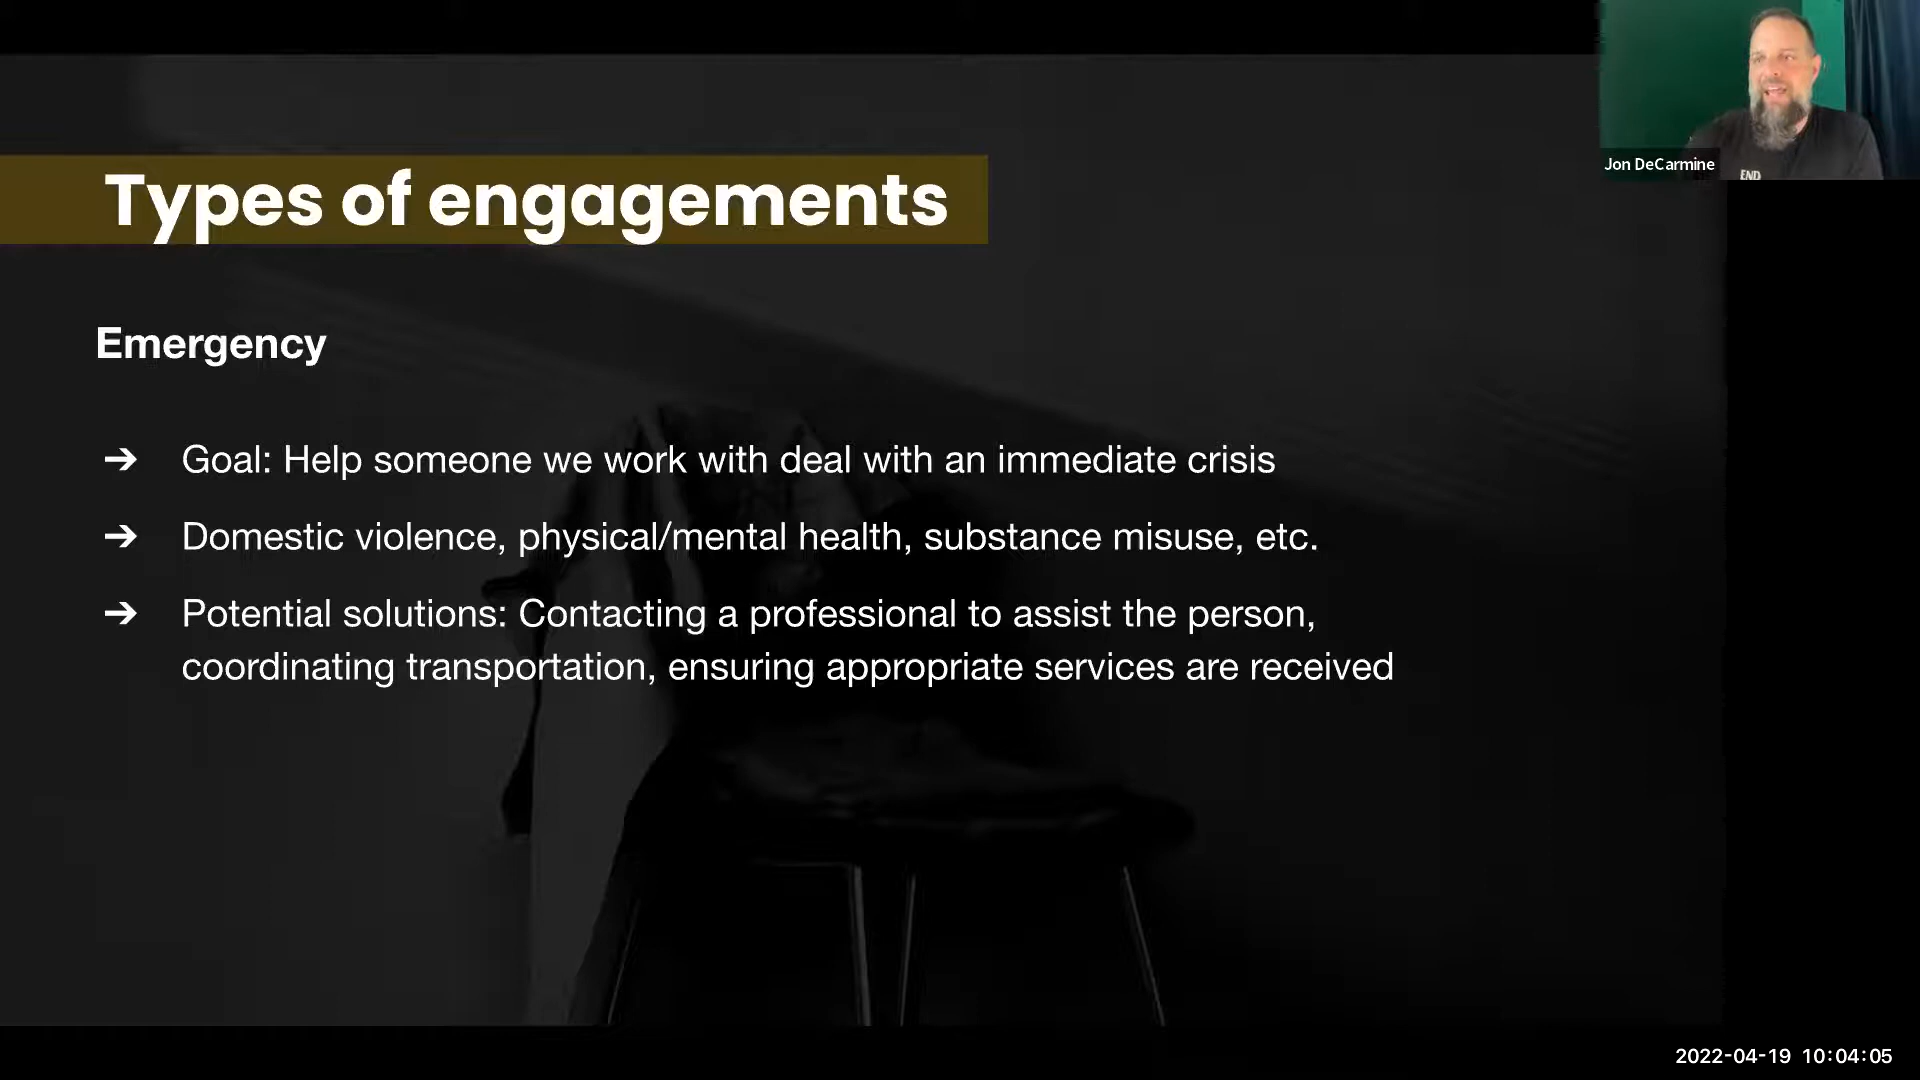 Types of engagements
Emergency
➔ Goal: Help someone we work with deal with an immediate crisis
➔ Domestic violence, physical/mental health, substance misuse, etc.
➔ Potential solutions: Contacting a professional to assist the person,
coordinating transportation, ensuring appropriate services are received
Jon DeCarmine
END
2022-04-19 10:04:05